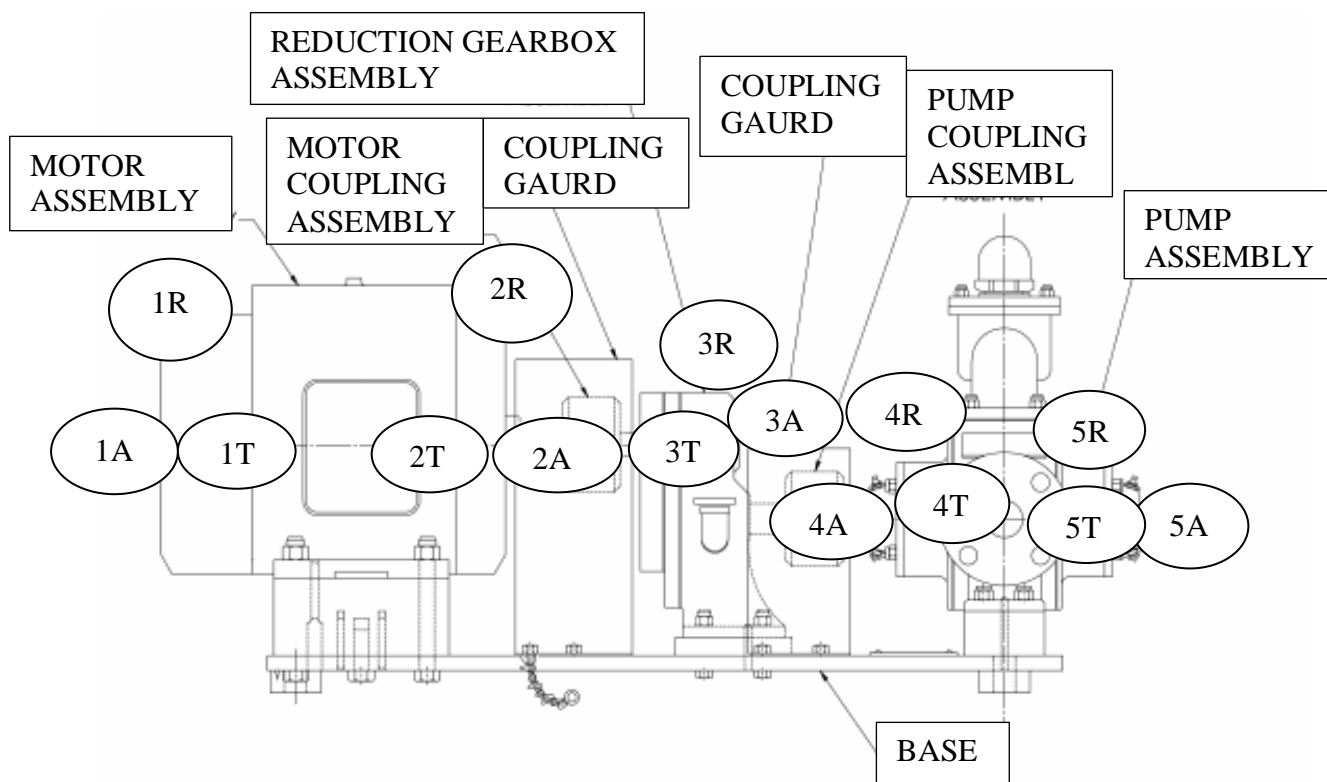 REDUCTION GEARBOX
ASSEMBLY
COUPLING
GAURD
PUMP
COUPLING
ASSEMBL
MOTOR
ASSEMBLY
MOTOR
COUPLING
ASSEMBLY
COUPLING
GAURD
ASSEMBLY
PUMP
ASSEMBLY
1R
2R
3R
4R
5R
1A
1T
2T
2A
3T
3A
4A
4T
5T
5A
BASE